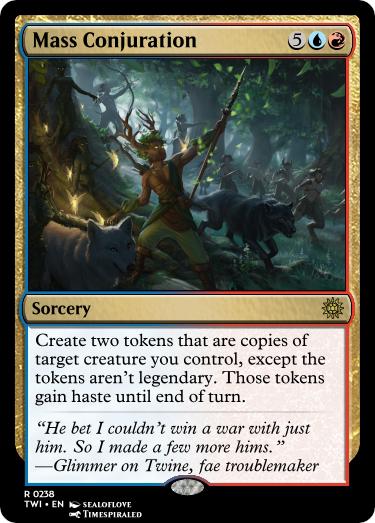 Mass Conjuration 5
Sorcery
Create two tokens that are copies of
target creature you control, except the
tokens aren't legendary. Those tokens
gain haste until end of turn.
“He bet I couldn't win a war with just
him. So I made a few more hims.”
—Glimmer on Twine, fae troublemaker
R 0238
TWI • EN SEALOFLOVE
TIMESPIRALED